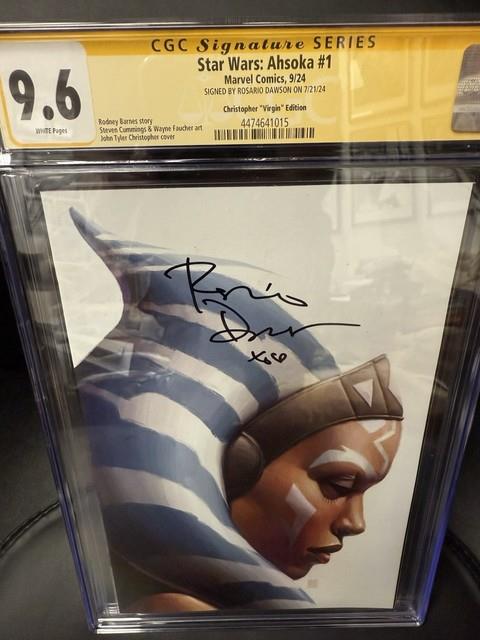 CGC Signature SERIES
9.6
WHITE Pages
Star Wars: Ahsoka #1
Marvel Comics, 9/24
SIGNED BY ROSARIO DAWSON ON 7/21/24
Christopher "Virgin" Edition
4474641015
Rodney Barnes story
Steven Cummings & Wayne Faucher art
John Tyler Christopher cover
Rosario
Dawson